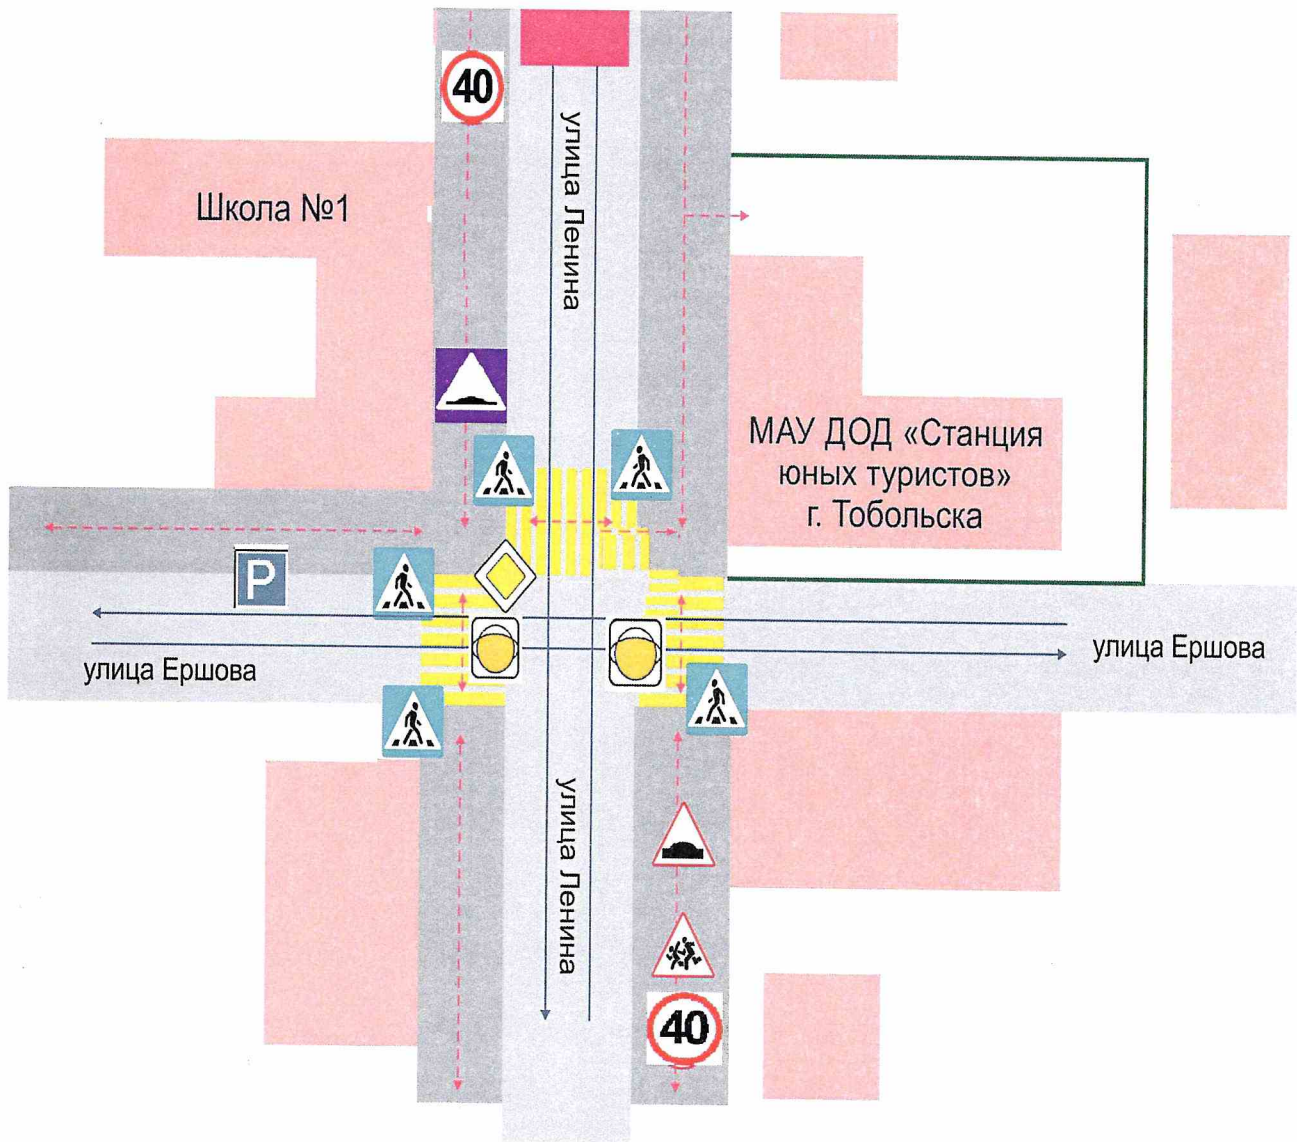 40
улица Ленина
Школа №1
МАУ ДОД «Станция
юных туристов»
г. Тобольска
P
улица Ершова
улица Ершова
улица Ленина
40